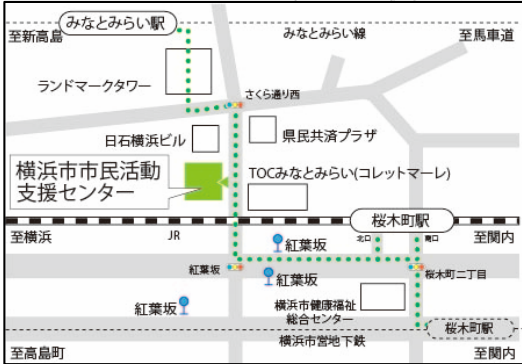 みなとみらい駅
至新高島
みなとみらい線
至馬車道
ランドマークタワー
さくら通り西
日石横浜ビル
県民共済プラザ
横浜市市民活動
支援センター
TOCみなとみらい(コレットマーレ)
桜木町駅
至横浜
JR
北口
南口
至関内
紅葉坂
紅葉坂
紅葉坂
桜木町二丁目
紅葉坂
横浜市健康福祉
総合センター
桜木町駅
横浜市営地下鉄
至高島町
至関内